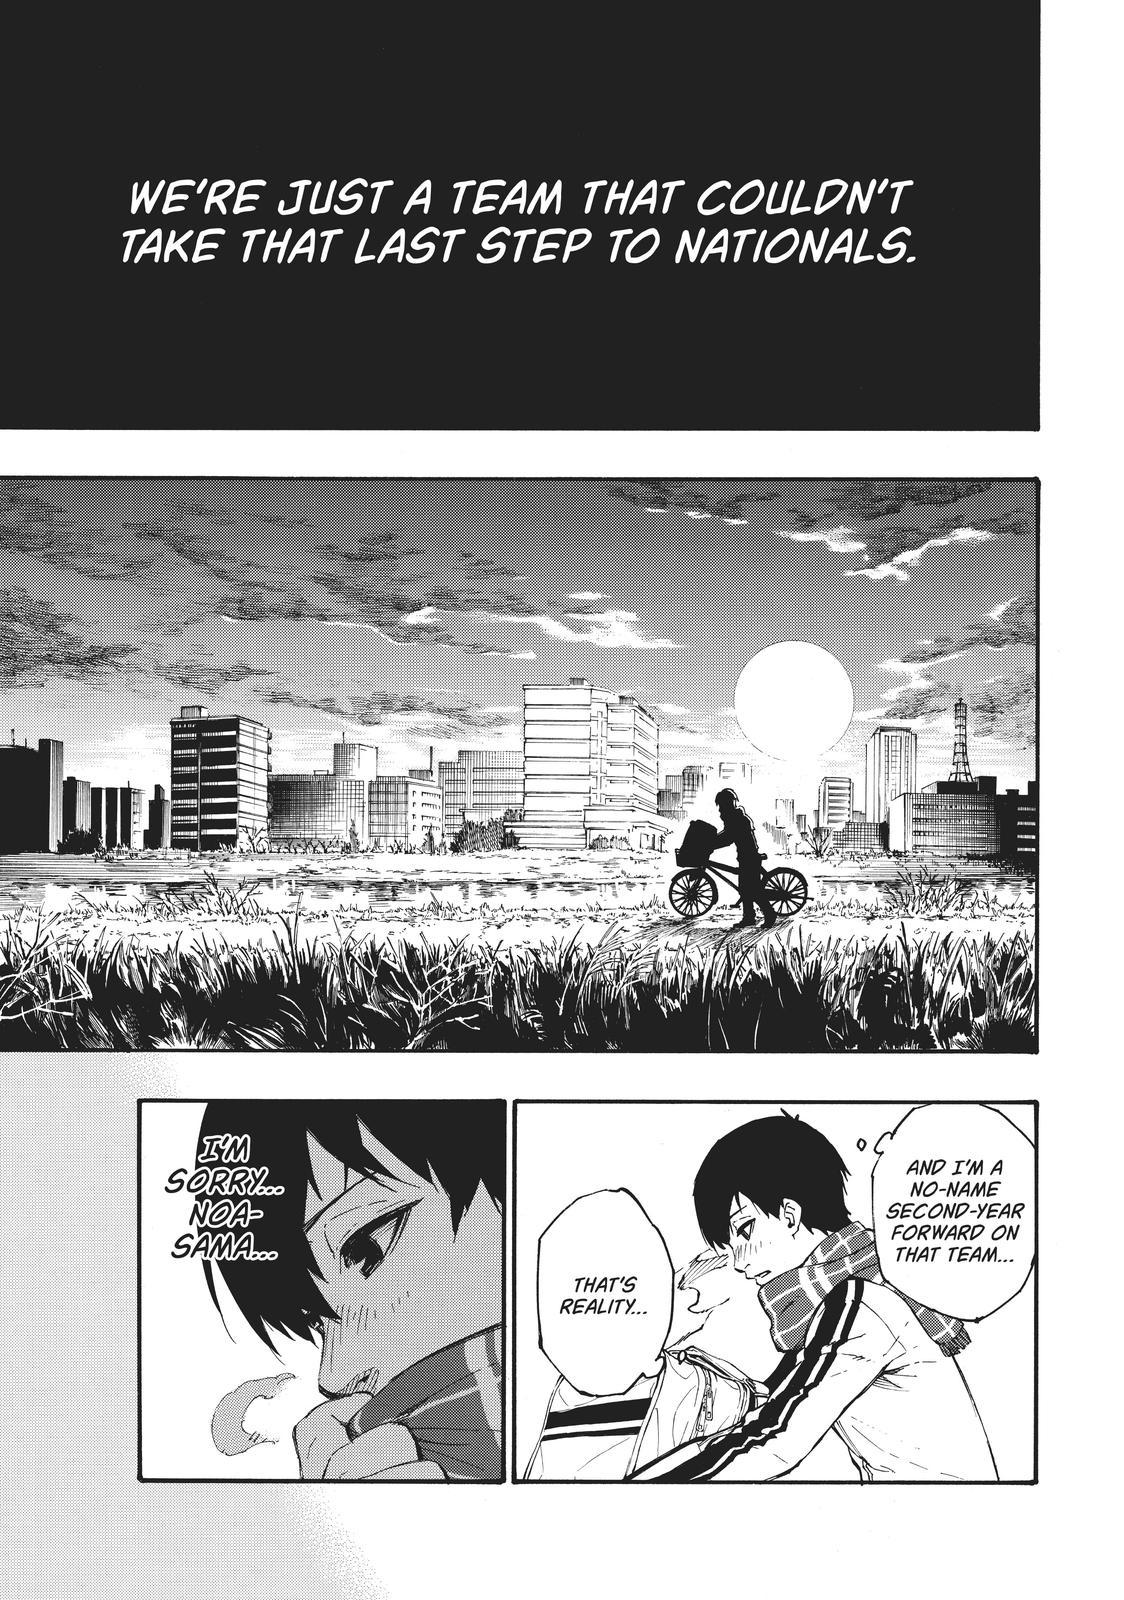 WE'RE JUST A TEAM THAT COULDN'T
TAKE THAT LAST STEP TO NATIONALS.
AND I'M A
NO-NAME
SECOND-YEAR
FORWARD ON
THAT TEAM...
THAT'S
REALITY...
I'M
SORRY...
NOA-
SAMA...